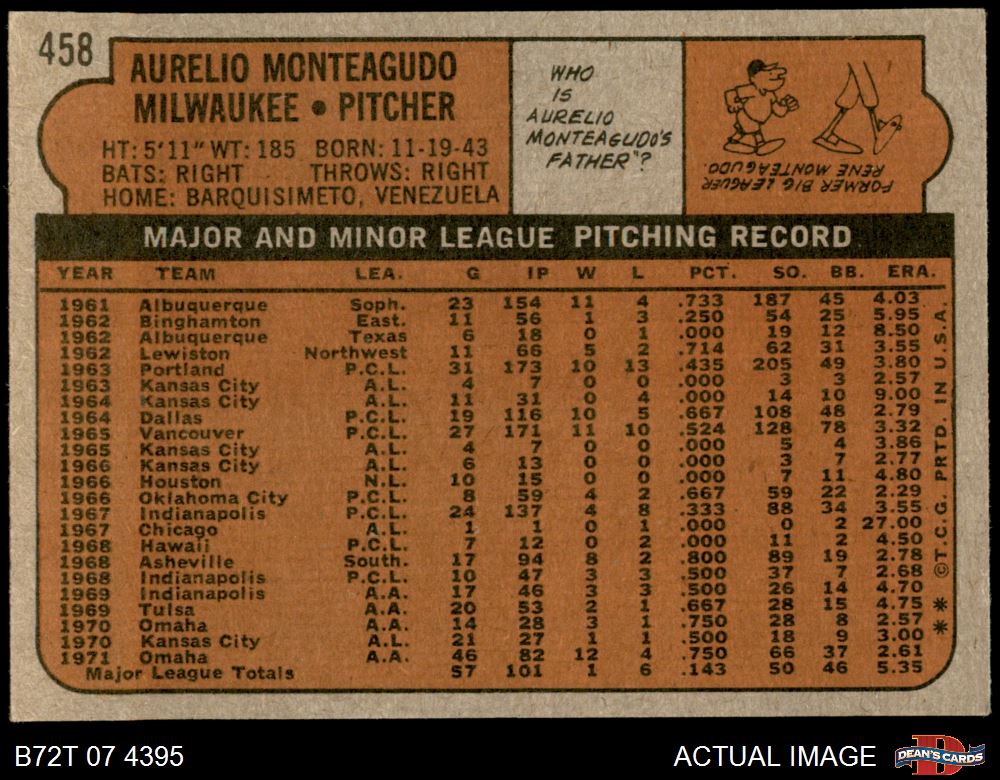 458
AURELIO MONTEAGUDO
MILWAUKEE • PITCHER
HT: 5'11" WT: 185 BORN: 11-19-43
BATS: RIGHT THROWS: RIGHT
HOME: BARQUISIMETO, VENEZUELA
WHO
IS
AURELIO
MONTEAGUDO'S
FATHER"?
FORMER BIG LEAGUER
RENE MONTEAGUDO.
MAJOR AND MINOR LEAGUE PITCHING RECORD
YEAR TEAM LEA. G IP W L PCT. SO. BB. ERA.
1961 Albuquerque Soph. 23 154 11 4 .733 187 45 4.03
1962 Binghamton East. 11 56 1 3 .250 54 25 5.95
1962 Albuquerque Texas 6 18 0 1 .000 19 12 8.50
1962 Lewiston Northwest 11 66 5 2 .714 62 31 3.55
1963 Portland P.C.L. 31 173 10 13 .435 205 49 3.80
1963 Kansas City A.L. 4 7 0 0 .000 3 3 2.57
1964 Kansas City A.L. 11 31 0 4 .000 14 10 9.00
1964 Dallas P.C.L. 19 116 10 5 .667 108 48 2.79
1965 Vancouver P.C.L. 27 171 11 10 .524 128 78 3.32
1965 Kansas City A.L. 4 7 0 0 .000 5 4 3.86
1966 Kansas City A.L. 6 13 0 0 .000 3 7 2.77
1966 Houston N.L. 10 15 0 0 .000 7 11 4.80
1966 Oklahoma City P.C.L. 8 59 4 2 .667 59 22 2.29
1967 Indianapolis P.C.L. 24 137 4 8 .333 88 34 3.55
1967 Chicago A.L. 1 1 0 1 .000 0 2 27.00
1968 Hawaii P.C.L. 7 12 0 2 .000 11 2 4.50
1968 Asheville South. 17 94 8 2 .800 89 19 2.78
1968 Indianapolis P.C.L. 10 47 3 3 .500 37 7 2.68
1969 Indianapolis A.A. 17 46 3 3 .500 26 14 4.70
1969 Tulsa A.A. 20 53 2 1 .667 28 15 4.75
1970 Omaha A.A. 14 28 3 1 .750 28 8 2.57
1970 Kansas City A.L. 21 27 1 1 .500 18 9 3.00
1971 Omaha A.A. 46 82 12 4 .750 66 37 2.61
Major League Totals 57 101 1 6 .143 50 46 5.35
* * ©T.C.G. PRTD. IN U.S.A.
B72T 07 4395
ACTUAL IMAGE
D
DEAN'S CARDS